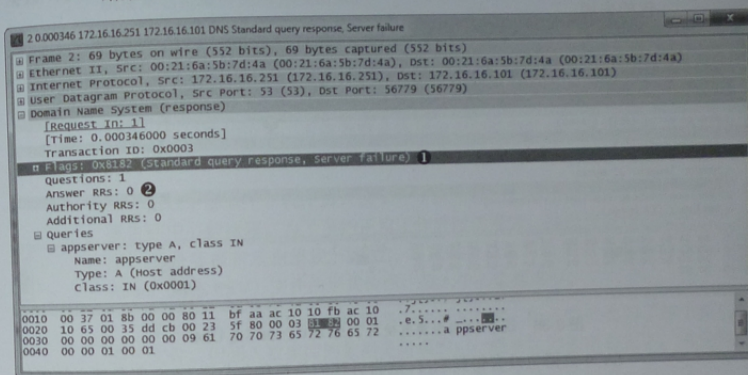 2 0.000346 172.16.16.251 172.16.16.101 DNS Standard query response, Server failure
Frame 2: 69 bytes on wire (552 bits), 69 bytes captured (552 bits)
Ethernet II, Src: 00:21:6a:5b:7d:4a (00:21:6a:5b:7d:4a), Dst: 00:21:6a:5b:7d:4a (00:21:6a:5b:7d:4a)
Internet Protocol, Src: 172.16.16.251 (172.16.16.251), Dst: 172.16.16.101 (172.16.16.101)
User Datagram Protocol, Src Port: 53 (53), Dst Port: 56779 (56779)
Domain Name System (response)
[Request In: 1]
[Time: 0.000346000 seconds]
Transaction ID: 0x0003
Flags: 0x8182 (Standard query response, Server failure) 1
Questions: 1
Answer RRs: 0 2
Authority RRs: 0
Additional RRs: 0
Queries
appserver: type A, class IN
Name: appserver
Type: A (Host address)
Class: IN (0x0001)
0010 00 37 01 8b 00 00 80 11 bf aa ac 10 10 fb ac 10 .7...... ........
0020 10 65 00 35 dd cb 00 23 5f 80 00 03 81 82 00 01 .e.5...# _.......
0030 00 00 00 00 00 00 09 61 70 70 73 65 72 76 65 72 .......a ppserver
0040 00 00 01 00 01 .....